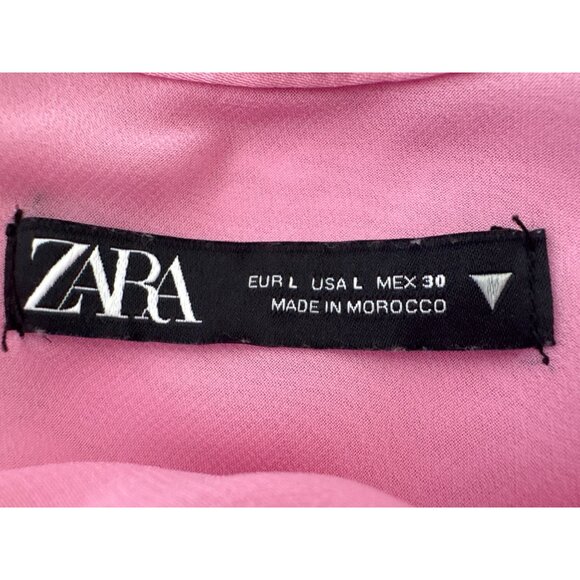 ZARA
EUR L USA L MEX 30
MADE IN MOROCCO